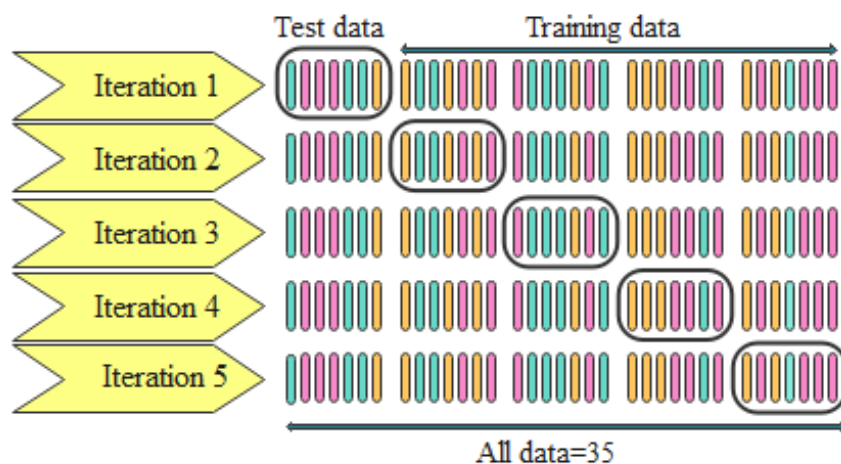 Test data
Training data
Iteration 1
Iteration 2
Iteration 3
Iteration 4
Iteration 5
All data=35